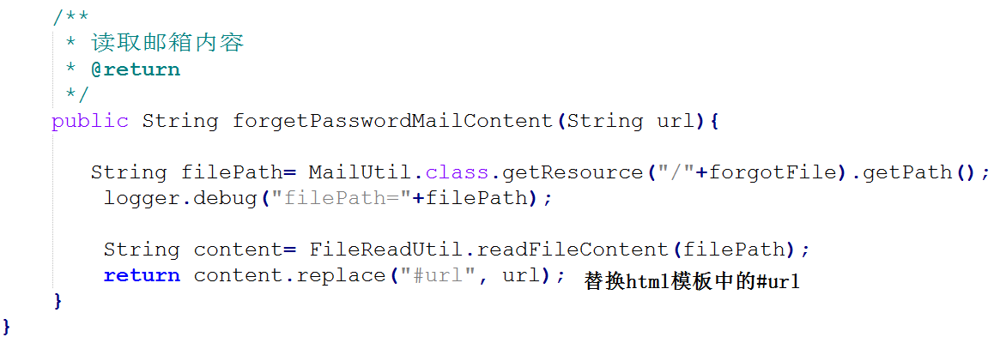 /**
 * 读取邮箱内容
 * @return
 */
public String forgetPasswordMailContent(String url){
String filePath= MailUtil.class.getResource("/"+forgotFile).getPath();
logger.debug("filePath="+filePath);
String content= FileReadUtil.readFileContent(filePath);
return content.replace("#url", url); 替换html模板中的#url
}
}